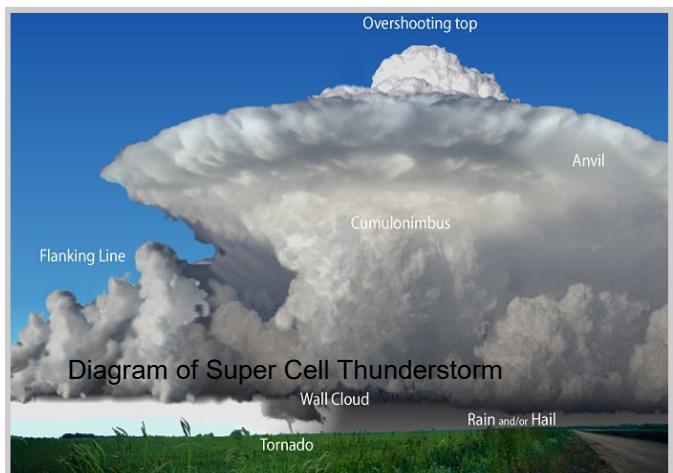 Overshooting top
Anvil
Cumulonimbus
Flanking Line
Diagram of Super Cell Thunderstorm
Wall Cloud
Rain and/or Hail
Tornado